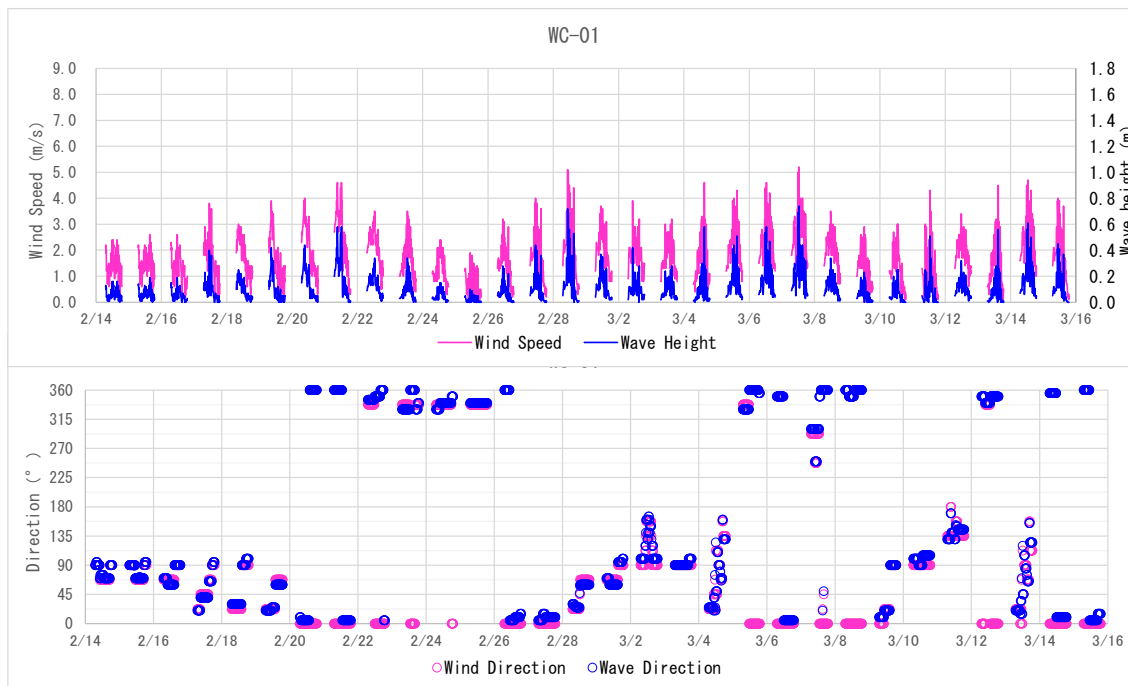 WC-01
9.0 1.8
8.0 1.6
7.0 1.4
6.0 1.2
5.0 1.0
4.0 0.8
3.0 0.6
2.0 0.4
1.0 0.2
0.0 0.0
Wind Speed (m/s)
Wave height (m)
2/14 2/16 2/18 2/20 2/22 2/24 2/26 2/28 3/2 3/4 3/6 3/8 3/10 3/12 3/14 3/16
Wind Speed Wave Height
360
315
270
225
180
135
90
45
0
Direction (°)
2/14 2/16 2/18 2/20 2/22 2/24 2/26 2/28 3/2 3/4 3/6 3/8 3/10 3/12 3/14 3/16
Wind Direction Wave Direction